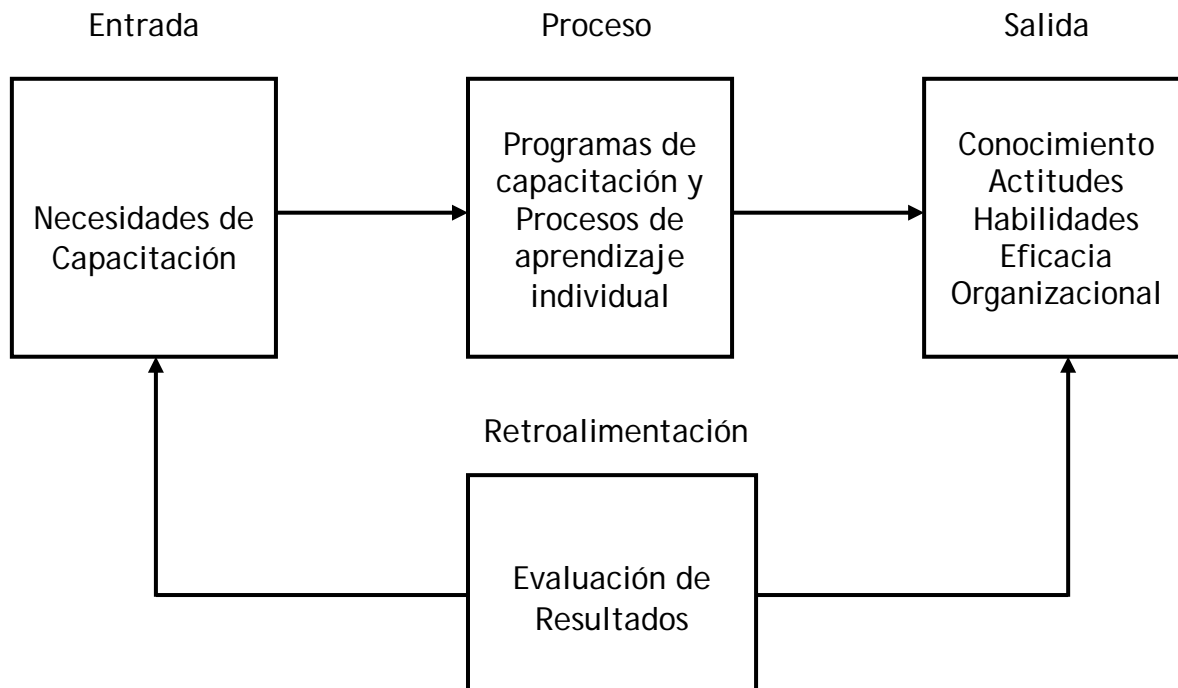 Entrada
Proceso
Salida
Necesidades de
Capacitación
Programas de
capacitación y
Procesos de
aprendizaje
individual
Conocimiento
Actitudes
Habilidades
Eficacia
Organizacional
Retroalimentación
Evaluación de
Resultados